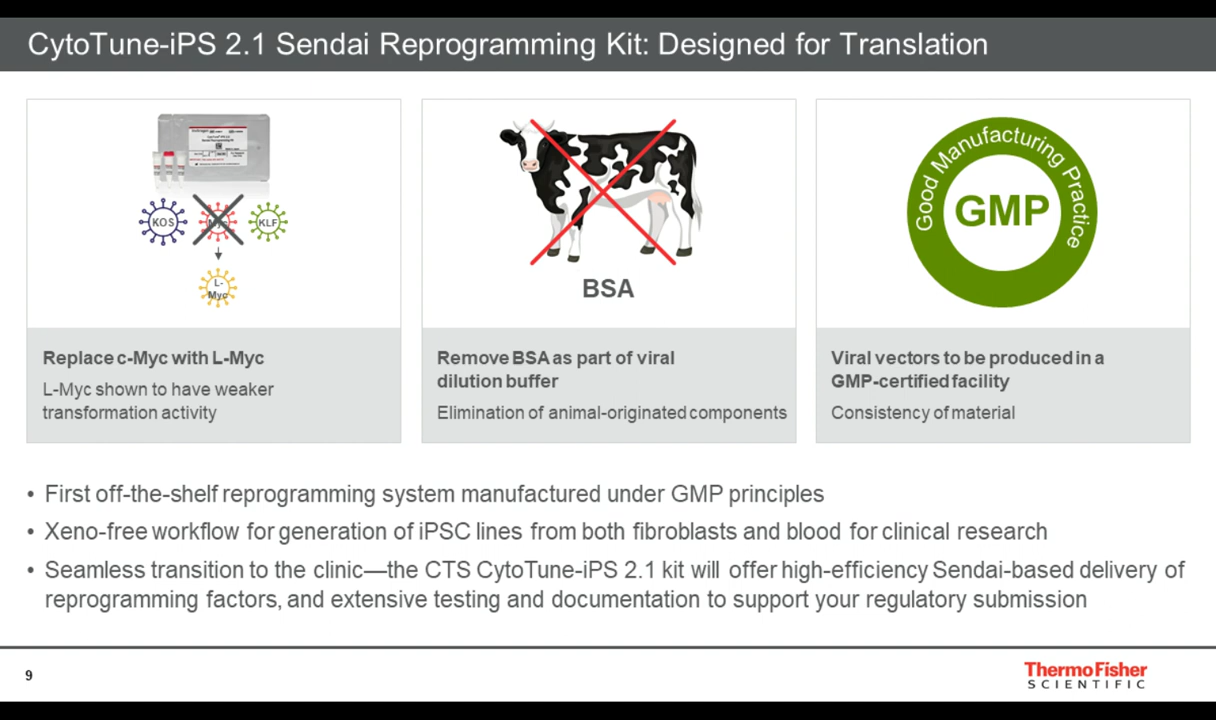 CytoTune-iPS 2.1 Sendai Reprogramming Kit: Designed for Translation
KOS
KLF
L-
Myc
Replace c-Myc with L-Myc
L-Myc shown to have weaker
transformation activity
BSA
Remove BSA as part of viral
dilution buffer
Elimination of animal-originated components
Good Manufacturing Practice
GMP
Viral vectors to be produced in a
GMP-certified facility
Consistency of material
• First off-the-shelf reprogramming system manufactured under GMP principles
• Xeno-free workflow for generation of iPSC lines from both fibroblasts and blood for clinical research
• Seamless transition to the clinic—the CTS CytoTune-iPS 2.1 kit will offer high-efficiency Sendai-based delivery of
reprogramming factors, and extensive testing and documentation to support your regulatory submission
9
ThermoFisher
SCIENTIFIC